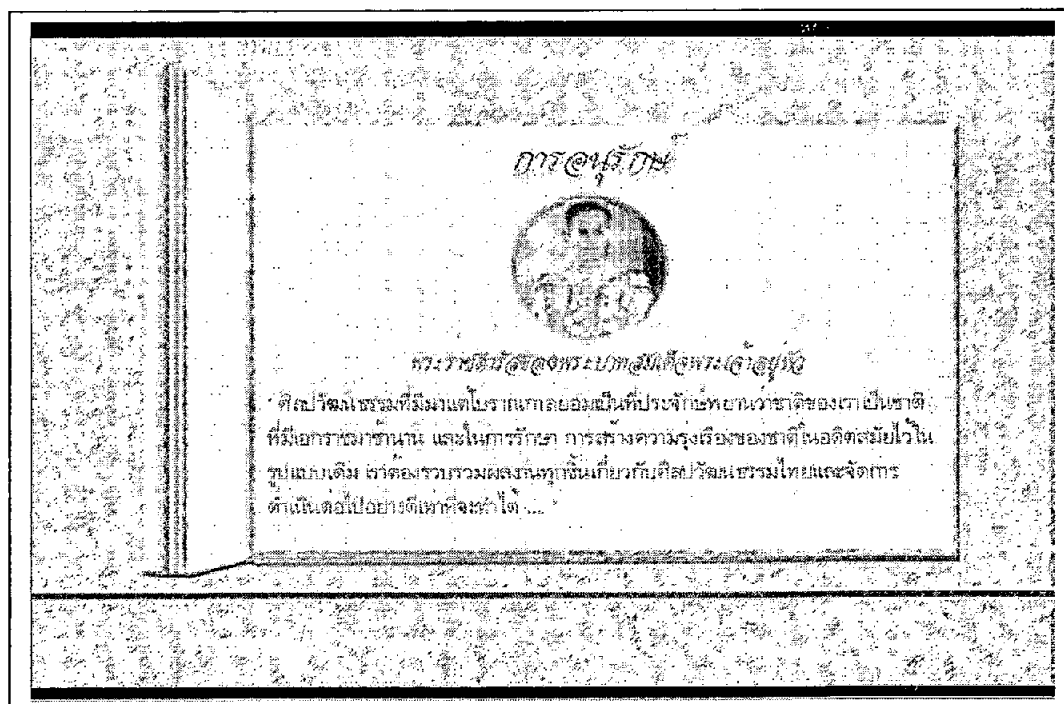 การอนุรักษ์
พระราชดำรัสของพระบาทสมเด็จพระเจ้าอยู่หัว
" ศิลปวัฒนธรรมที่มีมาแต่โบราณกาลย่อมเป็นที่ประจักษ์พยานว่าชาติของเราเป็นชาติ
ที่มีเอกราชมาช้านาน และในการรักษา การสร้างความรุ่งเรืองของชาติในอดีตสมัยไว้ใน
รูปแบบเดิม เราต้องรวบรวมผลงานทุกชิ้นเกี่ยวกับศิลปวัฒนธรรมไทยและจัดการ
ดำเนินต่อไปอย่างดีเท่าที่จะทำได้ ... "